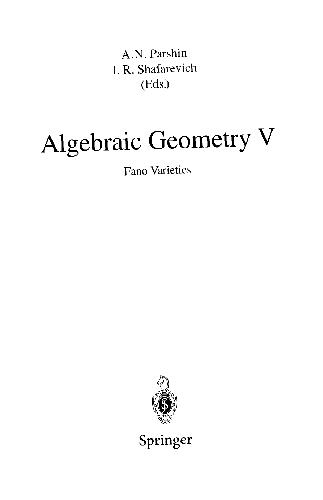 A.N. Parshin
I. R. Shafarevich
(Eds.)
Algebraic Geometry V
Fano Varieties
Springer